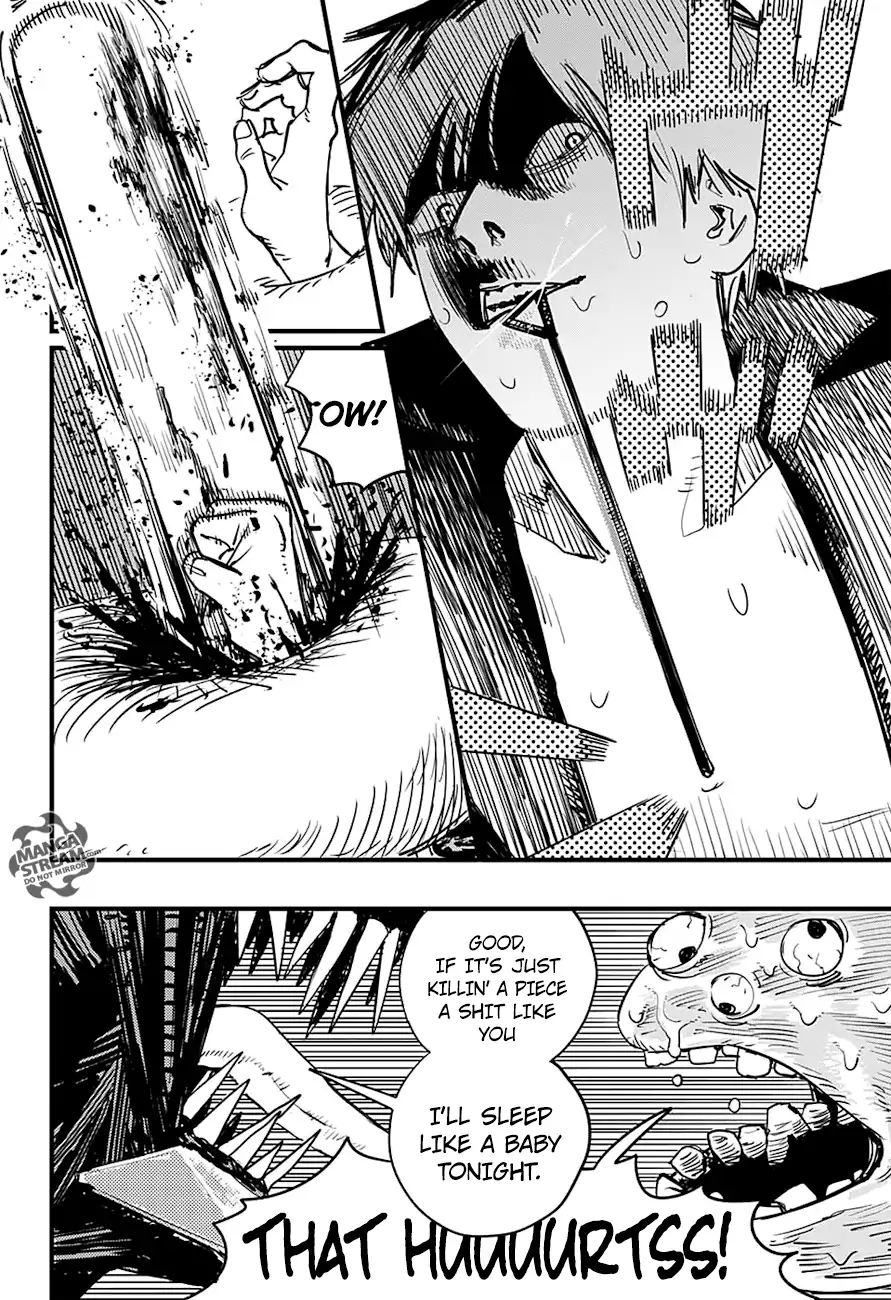 OW!
MANGA
STREAM.com
DO NOT MIRROR
GOOD,
IF IT'S JUST
KILLIN' A PIECE
A SHIT LIKE
YOU
I'LL SLEEP
LIKE A BABY
TONIGHT.
THAT HUUUURTSS!